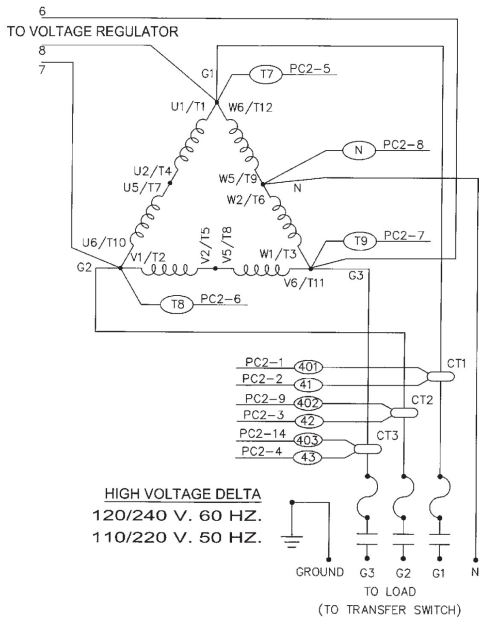 6
TO VOLTAGE REGULATOR
8
7
G1
T7 PC2-5
U1/T1 W6/T12
N PC2-8
U2/T4
U5/T7
W5/T9
W2/T6
N
T9 PC2-7
U6/T10
V2/T5
V5/T8
G2
V1/T2
W1/T3
G3
V6/T11
T8 PC2-6
PC2-1 401
CT1
PC2-2 41
PC2-9 402
CT2
PC2-3 42
PC2-14 403
CT3
PC2-4 43
HIGH VOLTAGE DELTA
120/240 V. 60 HZ.
110/220 V. 50 HZ.
GROUND G3 G2 G1 N
TO LOAD
(TO TRANSFER SWITCH)